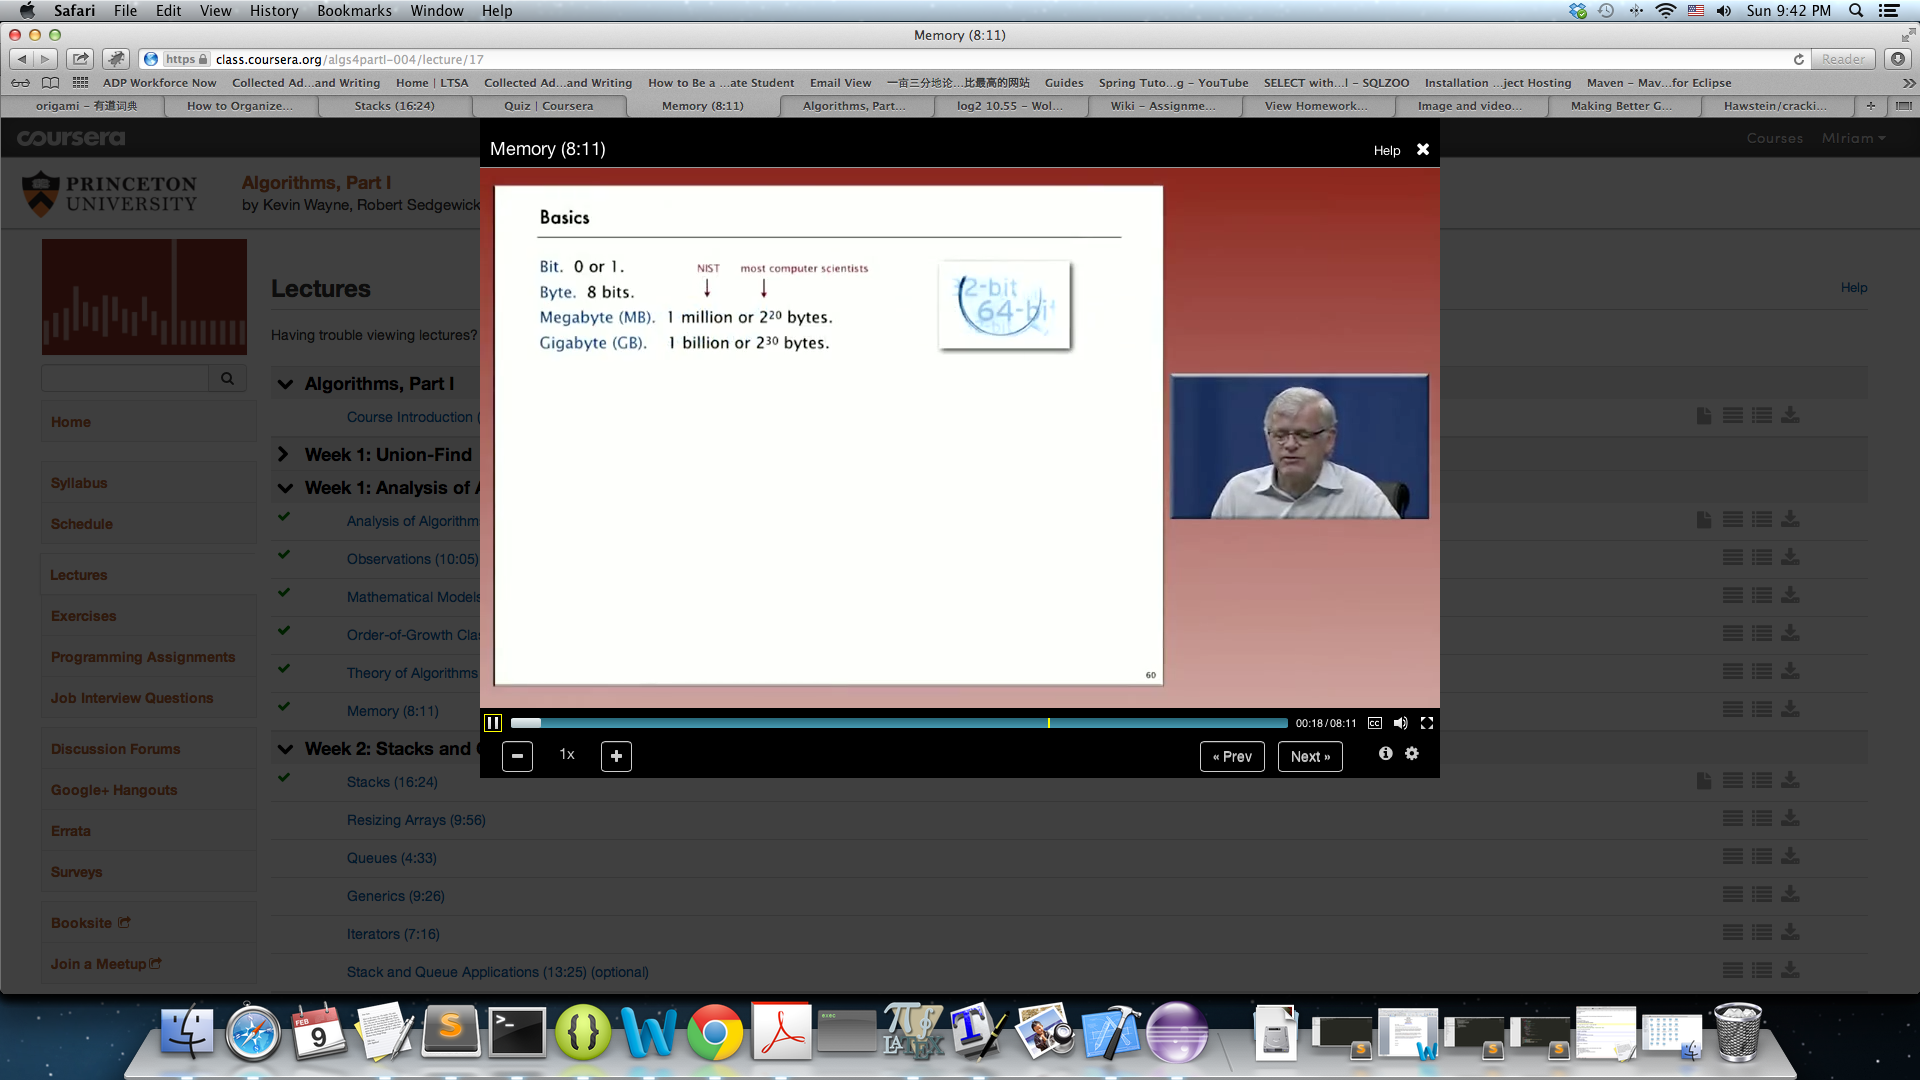 Safari File Edit View History Bookmarks Window Help Sun 9:42 PM
Memory (8:11)
https class.coursera.org/algs4partI-004/lecture/17 Reader
ADP Workforce Now Collected Ad...and Writing Home | LTSA Collected Ad...and Writing How to Be a ...ate Student Email View 一亩三分地论...比最高的网站 Guides Spring Tuto...g - YouTube SELECT with...l - SQLZOO Installation ...ject Hosting Maven - Mav...for Eclipse
origami - 有道词典 How to Organize... Stacks (16:24) Quiz | Coursera Memory (8:11) Algorithms, Part... log2 10.55 - Wol... Wiki - Assignme... View Homework... Image and video... Making Better G... Hawstein/cracki...
coursera Courses MIriam
Memory (8:11) Help
PRINCETON UNIVERSITY
Algorithms, Part I
by Kevin Wayne, Robert Sedgewick
Basics
Bit. 0 or 1.
NIST most computer scientists
Byte. 8 bits.
Megabyte (MB). 1 million or 2²⁰ bytes.
Gigabyte (GB). 1 billion or 2³⁰ bytes.
2-bit
64-bit
60
00:18/08:11 CC
1x
« Prev Next »
Home
Syllabus
Schedule
Lectures
Exercises
Programming Assignments
Job Interview Questions
Discussion Forums
Google+ Hangouts
Errata
Surveys
Booksite
Join a Meetup
Lectures
Help
Having trouble viewing lectures?
Algorithms, Part I
Course Introduction (
Week 1: Union-Find
Week 1: Analysis of
Analysis of Algorithm
Observations (10:05)
Mathematical Models
Order-of-Growth Cla
Theory of Algorithms
Memory (8:11)
Week 2: Stacks and
Stacks (16:24)
Resizing Arrays (9:56)
Queues (4:33)
Generics (9:26)
Iterators (7:16)
Stack and Queue Applications (13:25) (optional)
FEB
9
exec
LATEX